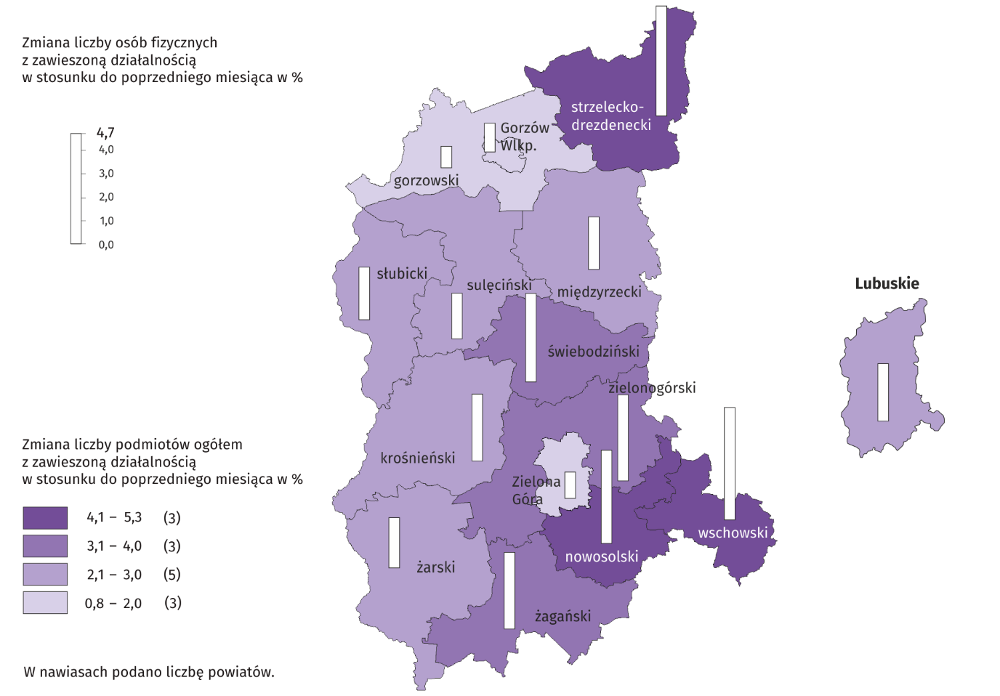 Zmiana liczby osób fizycznych
z zawieszoną działalnością
w stosunku do poprzedniego miesiąca w %
4,7
4,0
3,0
2,0
1,0
0,0
strzelecko-
drezdenecki
Gorzów
Wlkp.
gorzowski
słubicki
sulęciński
międzyrzecki
Lubuskie
świebodziński
zielonogórski
krośnieński
Zielona
Góra
wschowski
nowosolski
żarski
żagański
Zmiana liczby podmiotów ogółem
z zawieszoną działalnością
w stosunku do poprzedniego miesiąca w %
4,1 – 5,3 (3)
3,1 – 4,0 (3)
2,1 – 3,0 (5)
0,8 – 2,0 (3)
W nawiasach podano liczbę powiatów.